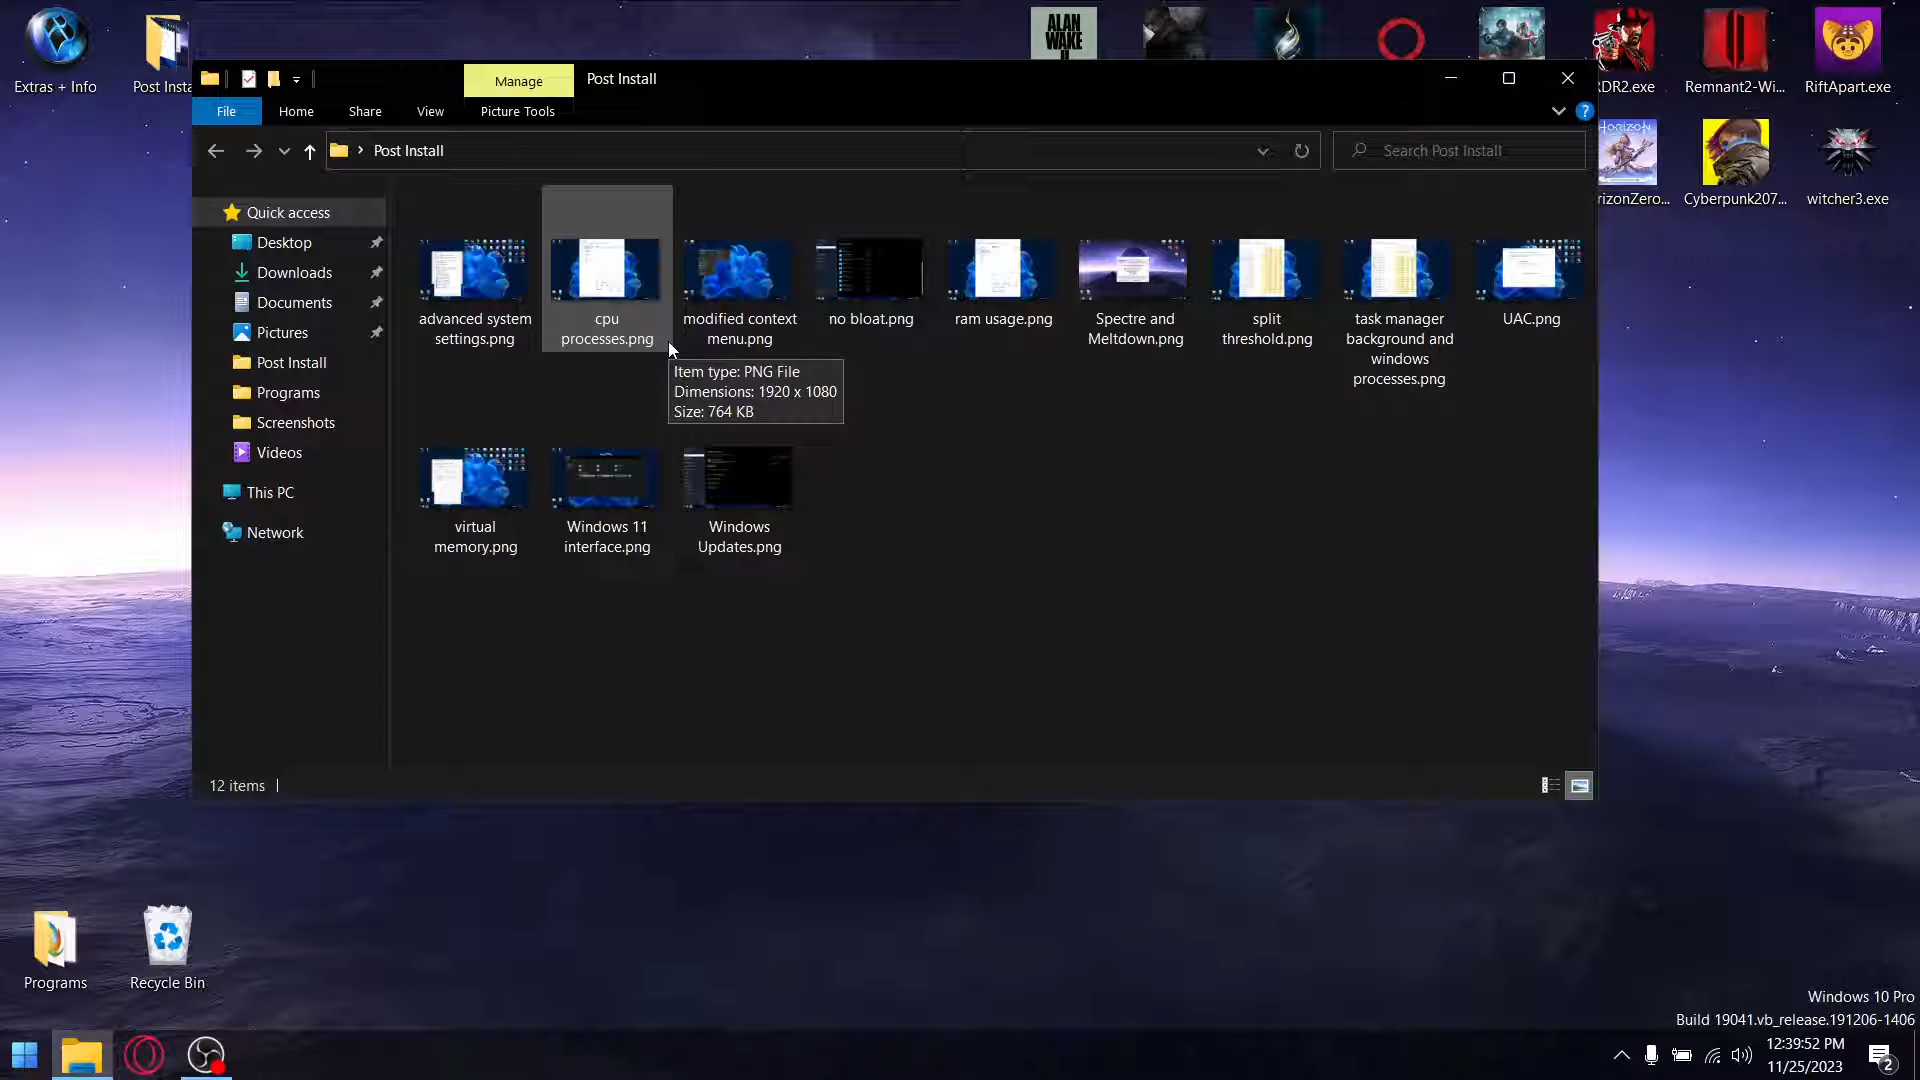 Extras + Info
Post Insta
ALAN
WAKE
II
RDR2.exe
Remnant2-Wi...
RiftApart.exe
Manage
Post Install
File
Home
Share
View
Picture Tools
Post Install
Search Post Install
HORIZON
rizonZero...
Cyberpunk207...
witcher3.exe
Quick access
Desktop
Downloads
Documents
Pictures
Post Install
Programs
Screenshots
Videos
This PC
Network
advanced system
settings.png
cpu
processes.png
modified context
menu.png
no bloat.png
ram usage.png
Spectre and
Meltdown.png
split
threshold.png
task manager
background and
windows
processes.png
UAC.png
Item type: PNG File
Dimensions: 1920 x 1080
Size: 764 KB
virtual
memory.png
Windows 11
interface.png
Windows
Updates.png
12 items
Programs
Recycle Bin
Windows 10 Pro
Build 19041.vb_release.191206-1406
12:39:52 PM
11/25/2023
2